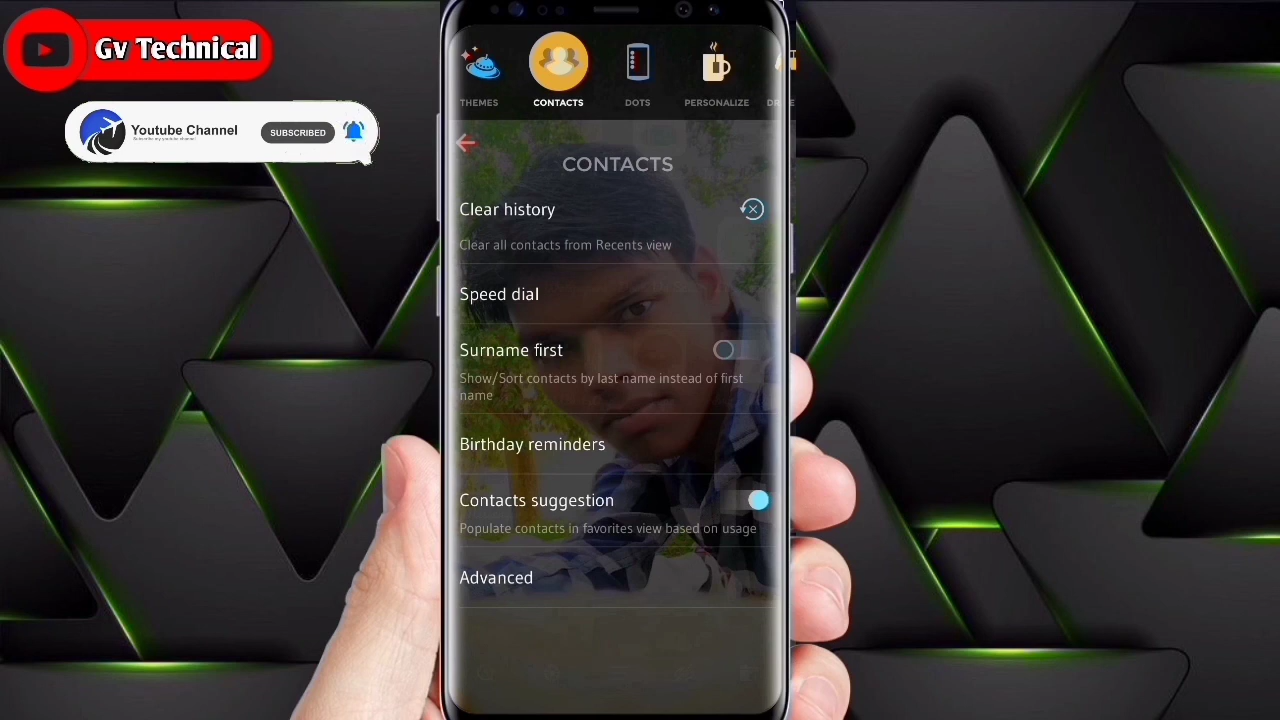 Gv Technical
Youtube Channel
SUBSCRIBED
THEMES
CONTACTS
DOTS
PERSONALIZE
CONTACTS
Clear history
Clear all contacts from Recents view
Speed dial
Surname first
Show/Sort contacts by last name instead of first
name
Birthday reminders
Contacts suggestion
Populate contacts in favorites view based on usage
Advanced